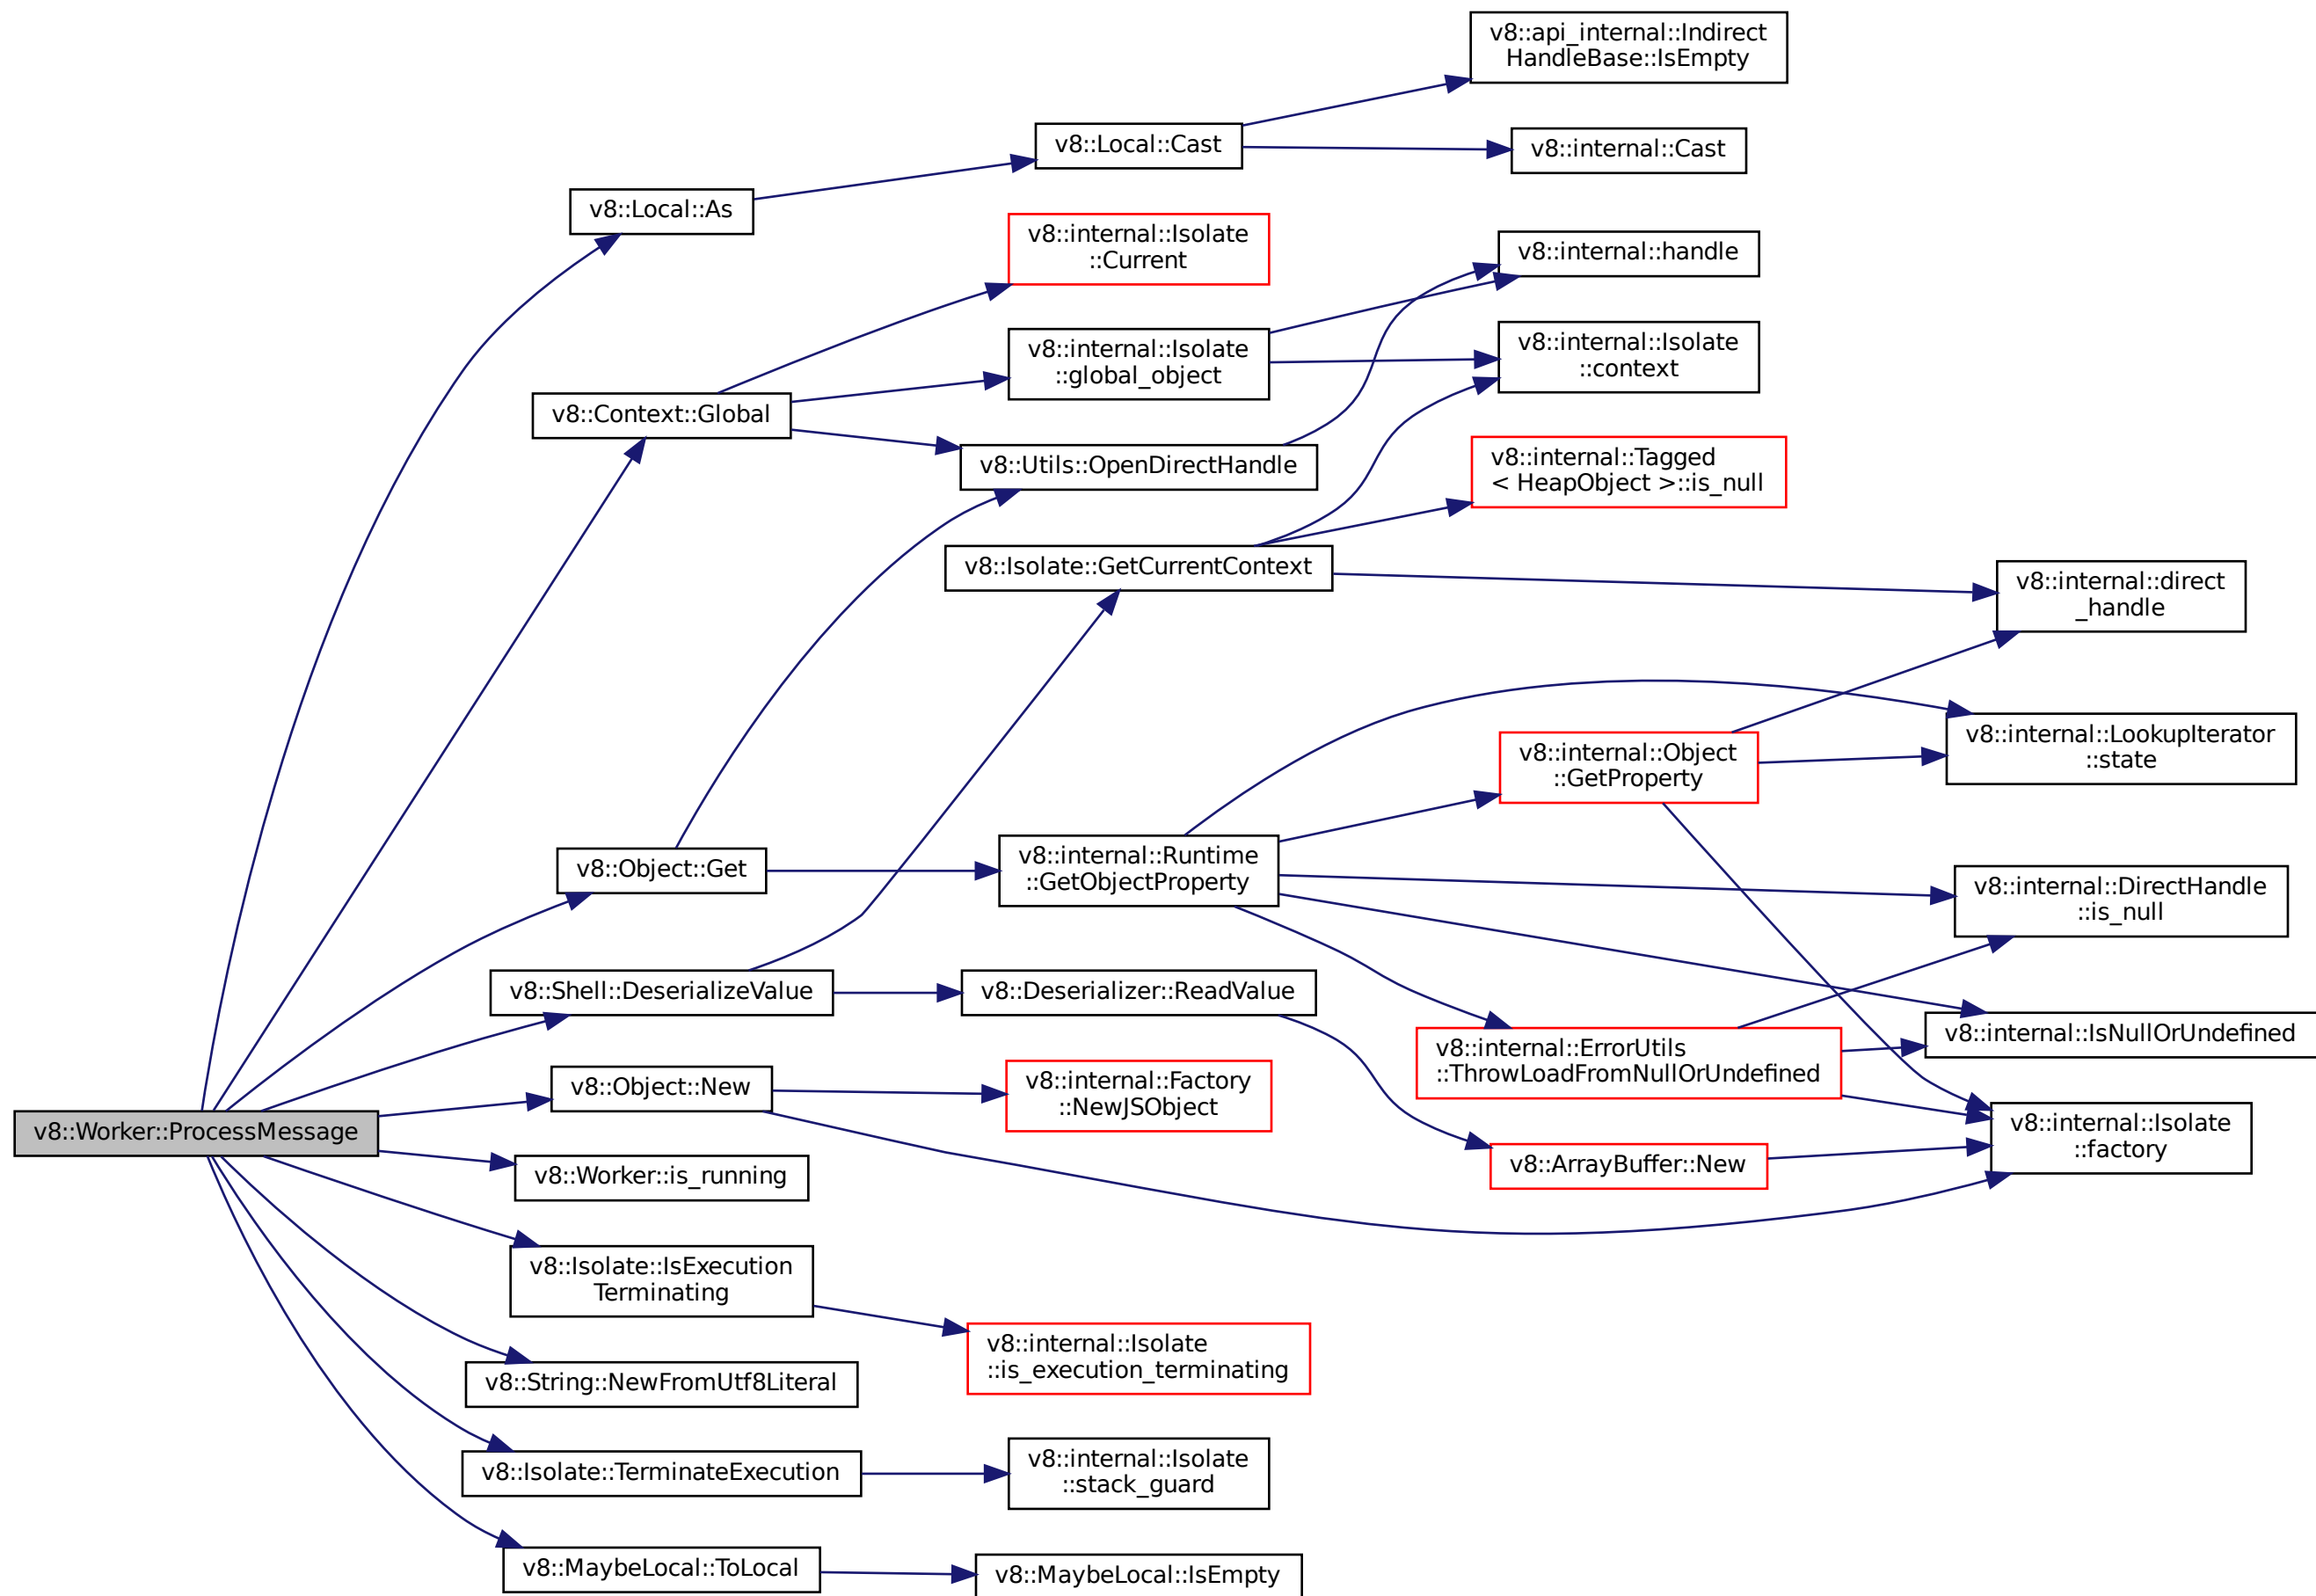 v8::api_internal::Indirect
HandleBase::IsEmpty
v8::Local::Cast
v8::internal::Cast
v8::Local::As
v8::internal::Isolate
::Current
v8::internal::handle
v8::internal::Isolate
::global_object
v8::internal::Isolate
::context
v8::Context::Global
v8::Utils::OpenDirectHandle
v8::internal::Tagged
< HeapObject >::is_null
v8::Isolate::GetCurrentContext
v8::internal::direct
_handle
v8::internal::LookupIterator
::state
v8::internal::Object
::GetProperty
v8::Object::Get
v8::internal::Runtime
::GetObjectProperty
v8::internal::DirectHandle
::is_null
v8::Shell::DeserializeValue
v8::Deserializer::ReadValue
v8::internal::IsNullOrUndefined
v8::internal::ErrorUtils
::ThrowLoadFromNullOrUndefined
v8::Object::New
v8::internal::Factory
::NewJSObject
v8::Worker::ProcessMessage
v8::internal::Isolate
::factory
v8::ArrayBuffer::New
v8::Worker::is_running
v8::Isolate::IsExecution
Terminating
v8::internal::Isolate
::is_execution_terminating
v8::String::NewFromUtf8Literal
v8::Isolate::TerminateExecution
v8::internal::Isolate
::stack_guard
v8::MaybeLocal::ToLocal
v8::MaybeLocal::IsEmpty